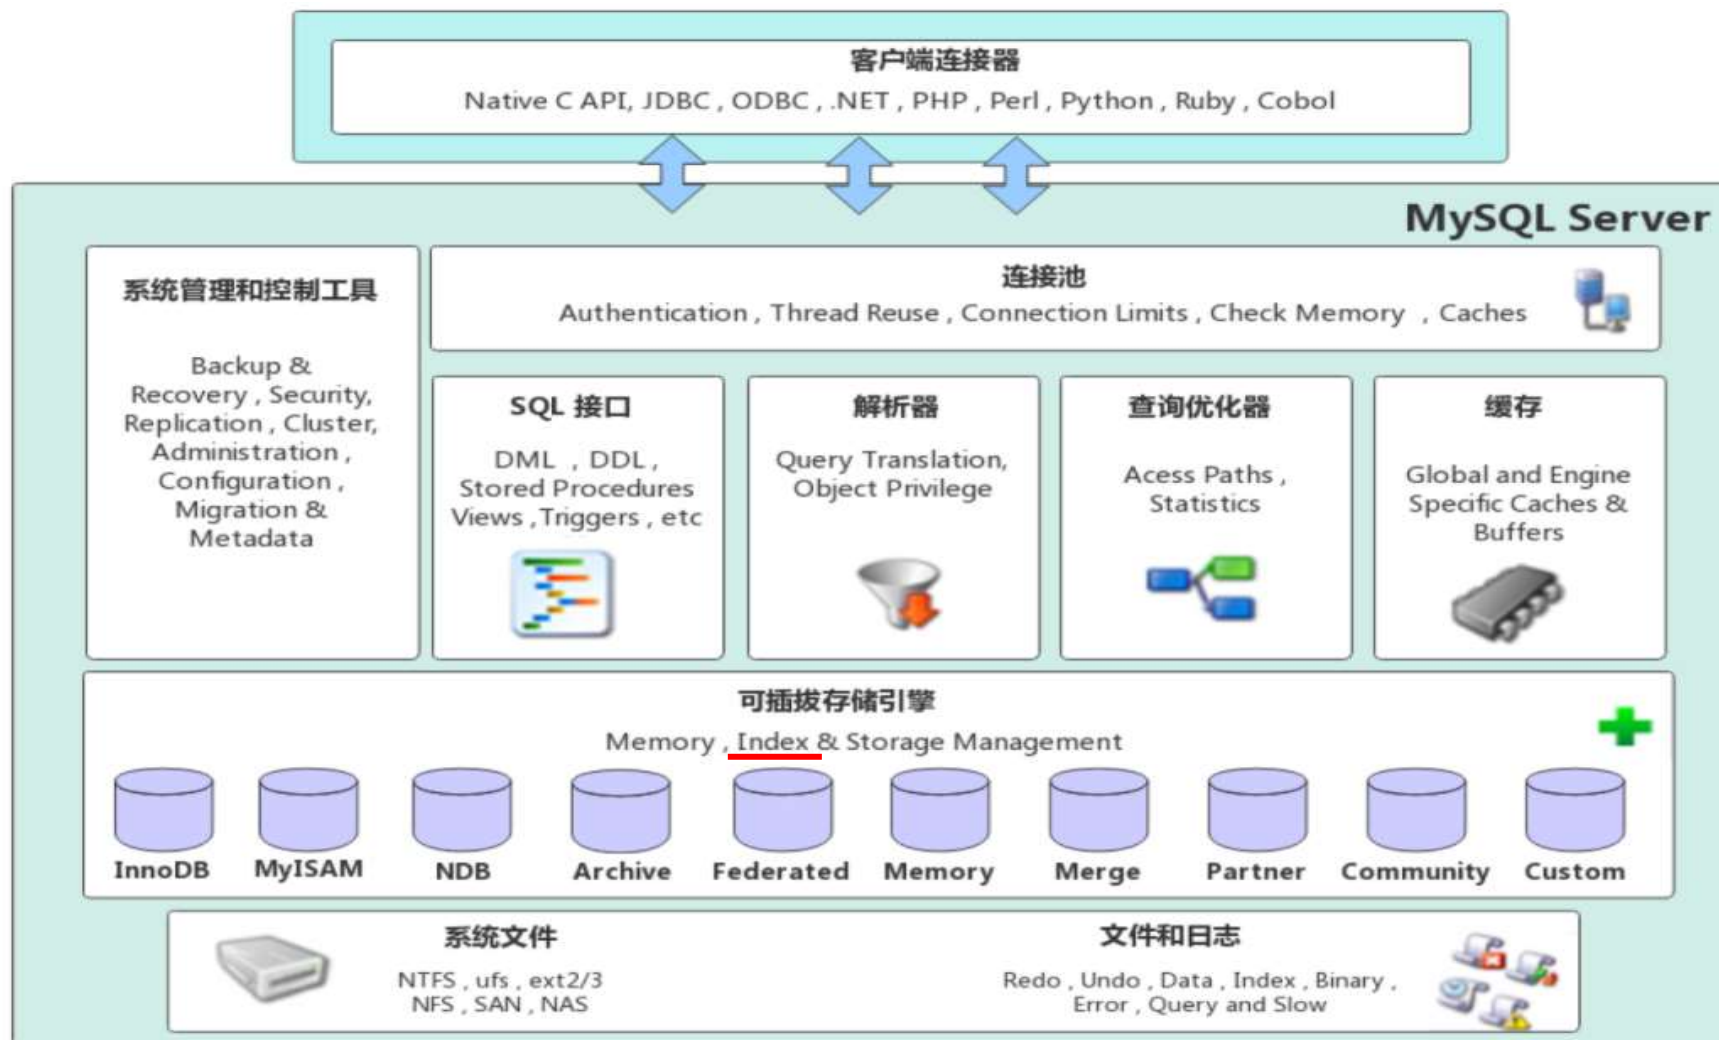 客户端连接器
Native C API, JDBC , ODBC , .NET , PHP , Perl , Python , Ruby , Cobol
MySQL Server
系统管理和控制工具
Backup &
Recovery , Security,
Replication , Cluster,
Administration ,
Configuration ,
Migration &
Metadata
连接池
Authentication , Thread Reuse , Connection Limits , Check Memory , Caches
SQL 接口
DML , DDL ,
Stored Procedures
Views ,Triggers , etc
解析器
Query Translation,
Object Privilege
查询优化器
Acess Paths ,
Statistics
缓存
Global and Engine
Specific Caches &
Buffers
可插拔存储引擎
Memory , Index & Storage Management
InnoDB MyISAM NDB Archive Federated Memory Merge Partner Community Custom
系统文件
NTFS , ufs , ext2/3
NFS , SAN , NAS
文件和日志
Redo , Undo , Data , Index , Binary ,
Error , Query and Slow